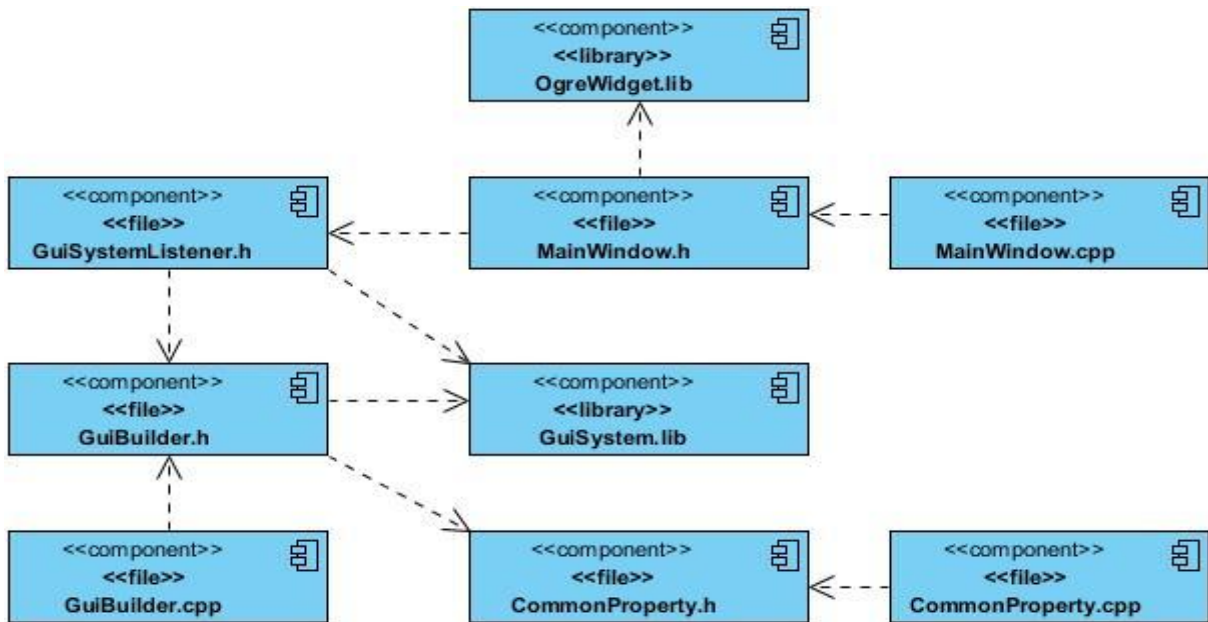 <<component>>
<<library>>
OgreWidget.lib
<<component>>
<<file>>
GuiSystemListener.h
<<component>>
<<file>>
MainWindow.h
<<component>>
<<file>>
MainWindow.cpp
<<component>>
<<file>>
GuiBuilder.h
<<component>>
<<library>>
GuiSystem.lib
<<component>>
<<file>>
GuiBuilder.cpp
<<component>>
<<file>>
CommonProperty.h
<<component>>
<<file>>
CommonProperty.cpp